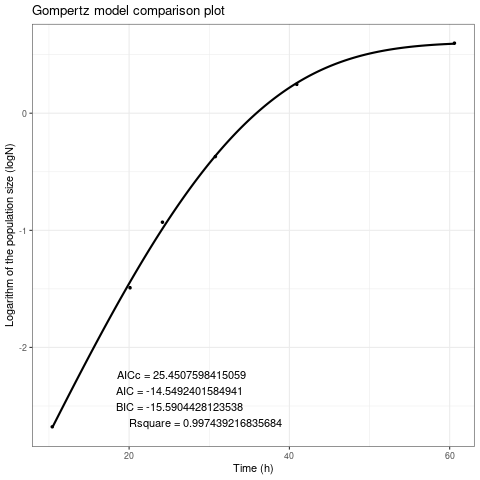 Gompertz model comparison plot
Logarithm of the population size (logN)
0
-1
-2
AICc = 25.4507598415059
AIC = -14.5492401584941
BIC = -15.5904428123538
Rsquare = 0.997439216835684
20
40
60
Time (h)